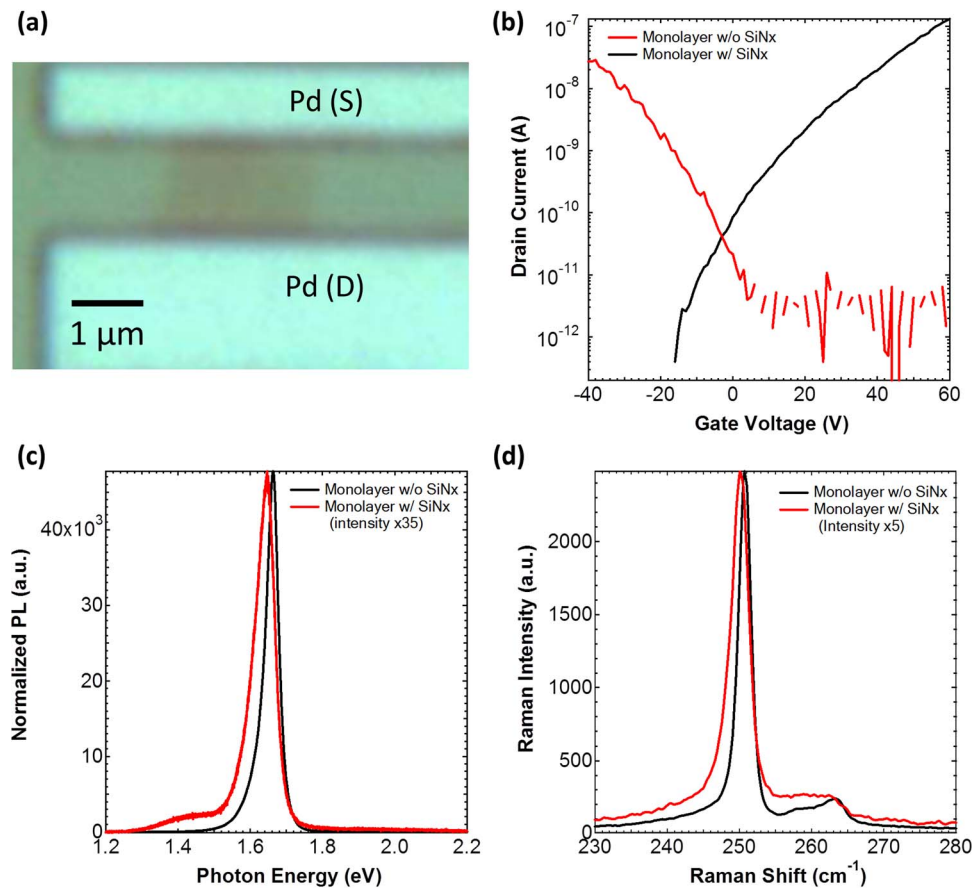 (a)
Pd (S)
Pd (D)
1 μm
(b)
Monolayer w/o SiNx
Monolayer w/ SiNx
10⁻⁷
10⁻⁸
10⁻⁹
10⁻¹⁰
10⁻¹¹
10⁻¹²
Drain Current (A)
-40 -20 0 20 40 60
Gate Voltage (V)
(c)
Monolayer w/o SiNx
Monolayer w/ SiNx
(intensity x35)
40x10³
30
20
10
0
Normalized PL (a.u.)
1.2 1.4 1.6 1.8 2.0 2.2
Photon Energy (eV)
(d)
Monolayer w/o SiNx
Monolayer w/ SiNx
(Intensity x5)
2000
1500
1000
500
0
Raman Intensity (a.u.)
230 240 250 260 270 280
Raman Shift (cm⁻¹)